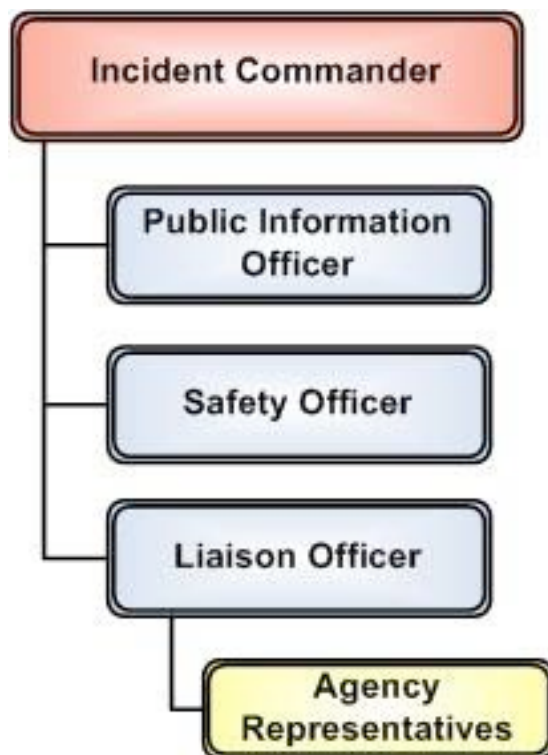 Incident Commander
Public Information
Officer
Safety Officer
Liaison Officer
Agency
Representatives